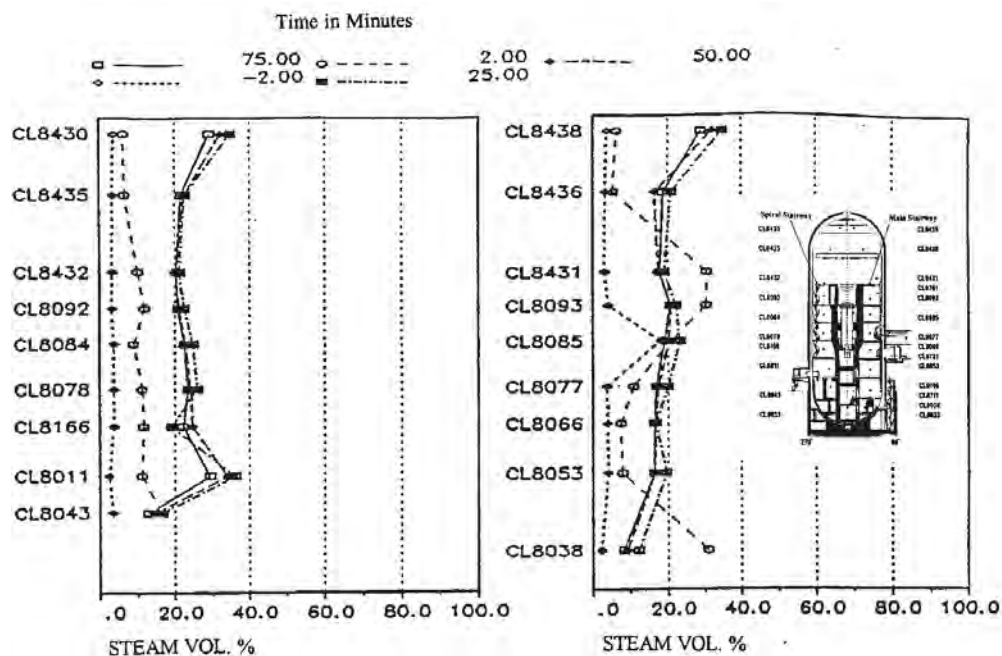 Time in Minutes
75.00 2.00 50.00
-2.00 25.00
CL8430
CL8435
CL8432
CL8092
CL8084
CL8078
CL8166
CL8011
CL8043
.0 20.0 40.0 60.0 80.0 100.0
STEAM VOL. %
CL8438
CL8436
CL8431
CL8093
CL8085
CL8077
CL8066
CL8053
CL8038
.0 20.0 40.0 60.0 80.0 100.0
STEAM VOL. %
Spiral Stairway
Main Stairway